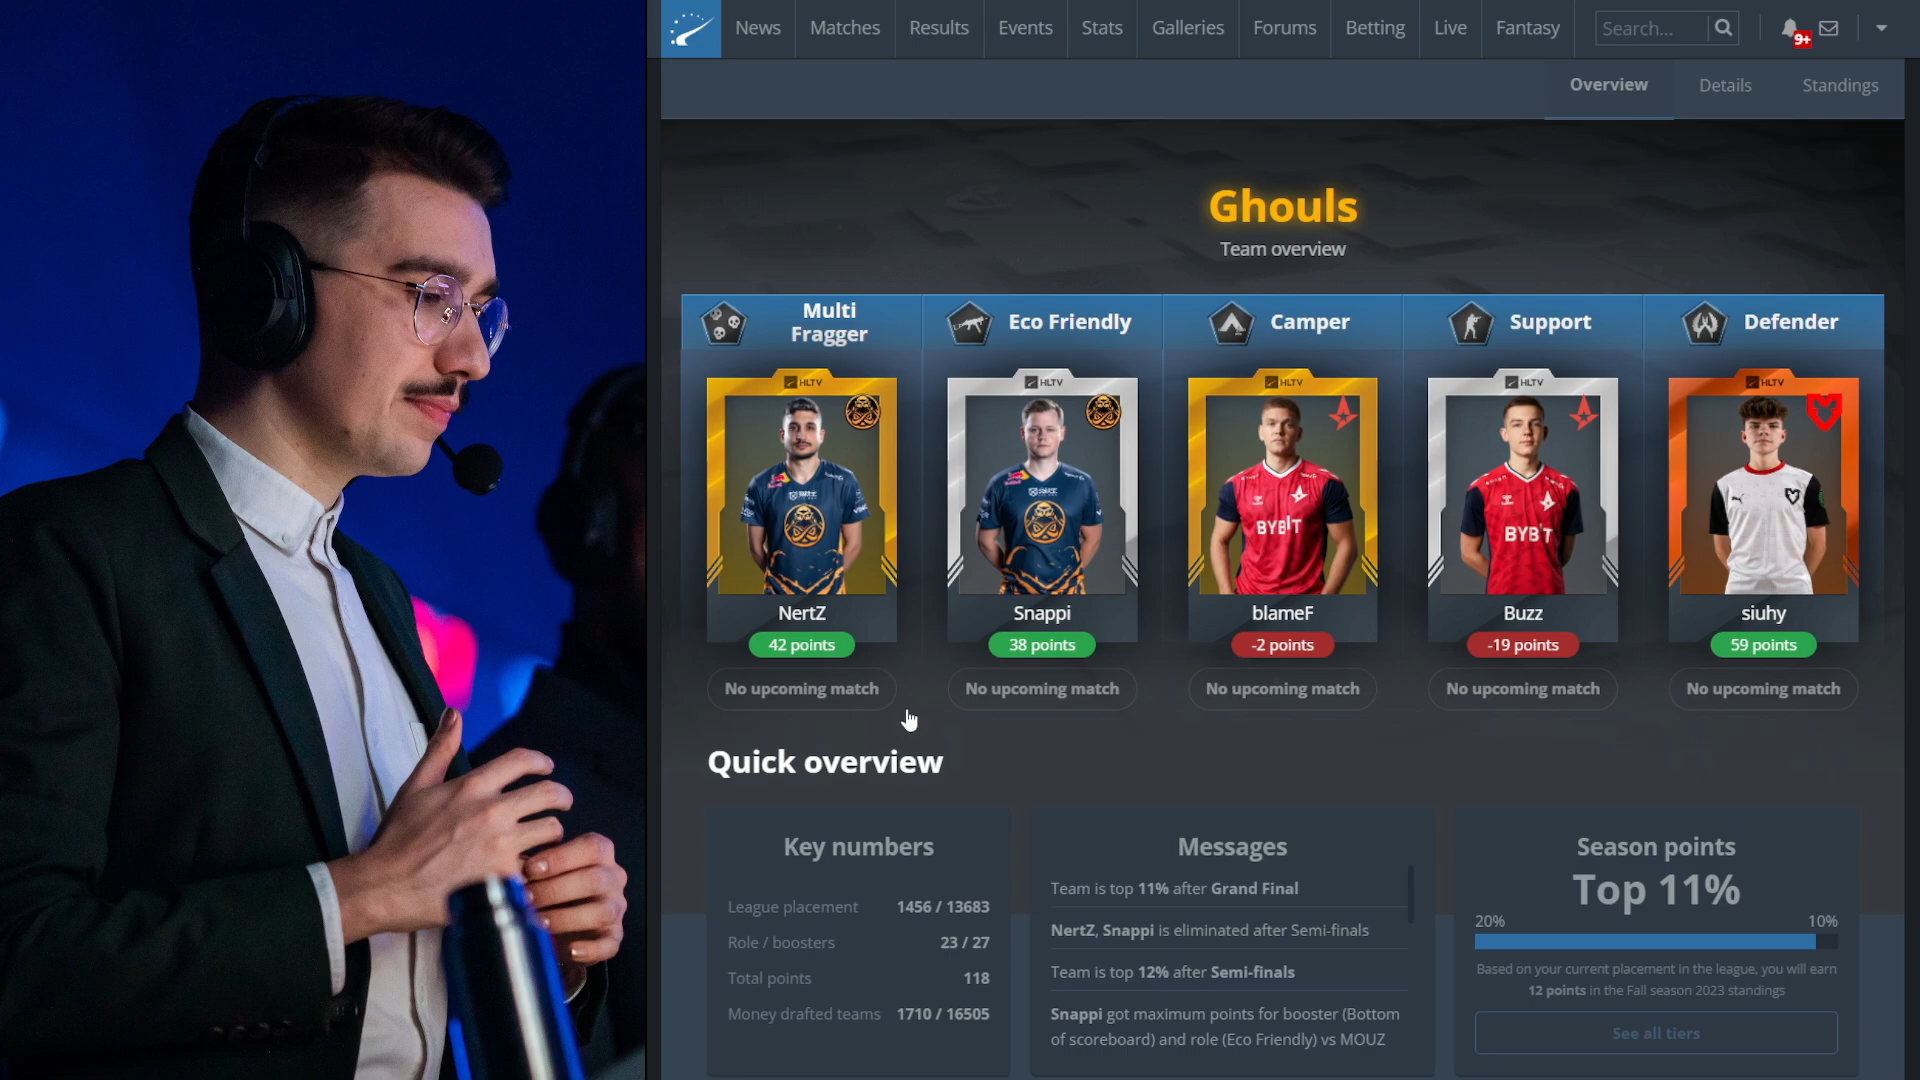 News Matches Results Events Stats Galleries Forums Betting Live Fantasy Search... 9+
Overview Details Standings
Ghouls
Team overview
Multi Fragger
Eco Friendly
Camper
Support
Defender
HLTV HLTV HLTV HLTV HLTV
BYBIT BYBIT
NertZ Snappi blameF Buzz siuhy
42 points 38 points -2 points -19 points 59 points
No upcoming match No upcoming match No upcoming match No upcoming match No upcoming match
Quick overview
Key numbers
League placement 1456 / 13683
Role / boosters 23 / 27
Total points 118
Money drafted teams 1710 / 16505
Messages
Team is top 11% after Grand Final
NertZ, Snappi is eliminated after Semi-finals
Team is top 12% after Semi-finals
Snappi got maximum points for booster (Bottom
of scoreboard) and role (Eco Friendly) vs MOUZ
Season points
Top 11%
20% 10%
Based on your current placement in the league, you will earn
12 points in the Fall season 2023 standings
See all tiers